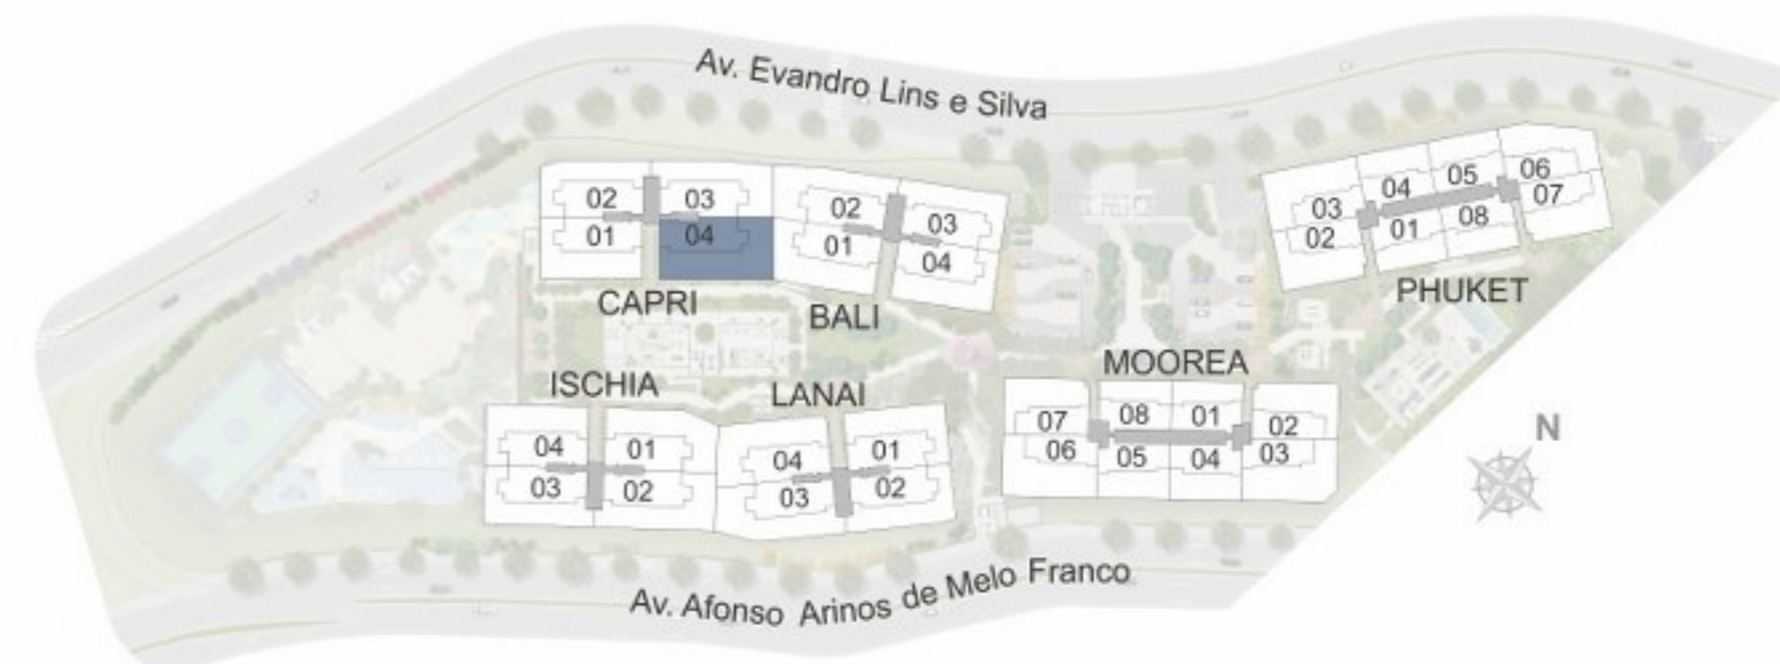 Av. Evandro Lins e Silva
02 03
01 04
CAPRI
02 03
01 04
BALI
04 05 06
03 07
02 01 08
PHUKET
ISCHIA
04 01
03 02
LANAI
04 01
03 02
MOOREA
07 08 01 02
06 05 04 03
N
Av. Afonso Arinos de Melo Franco